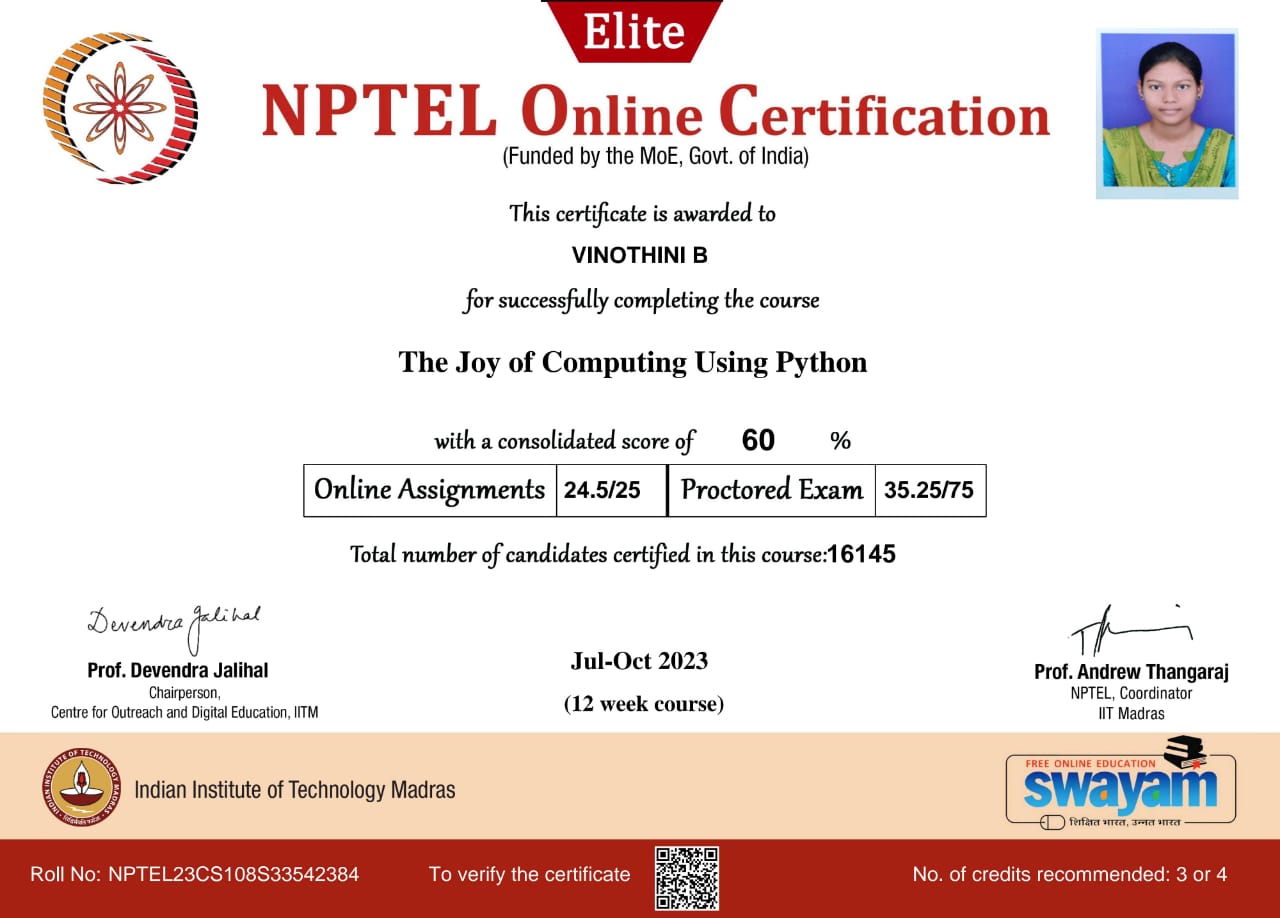 Elite
NPTEL Online Certification
(Funded by the MoE, Govt. of India)
This certificate is awarded to
VINOTHINI B
for successfully completing the course
The Joy of Computing Using Python
with a consolidated score of 60 %
Online Assignments 24.5/25 Proctored Exam 35.25/75
Total number of candidates certified in this course:16145
Devendra Jalihal
Prof. Devendra Jalihal
Chairperson,
Centre for Outreach and Digital Education, IITM
Jul-Oct 2023
(12 week course)
Prof. Andrew Thangaraj
NPTEL, Coordinator
IIT Madras
INDIAN INSTITUTE OF TECHNOLOGY MADRAS
Indian Institute of Technology Madras
FREE ONLINE EDUCATION
swayam
शिक्षित भारत, उन्नत भारत
Roll No: NPTEL23CS108S33542384
To verify the certificate
No. of credits recommended: 3 or 4